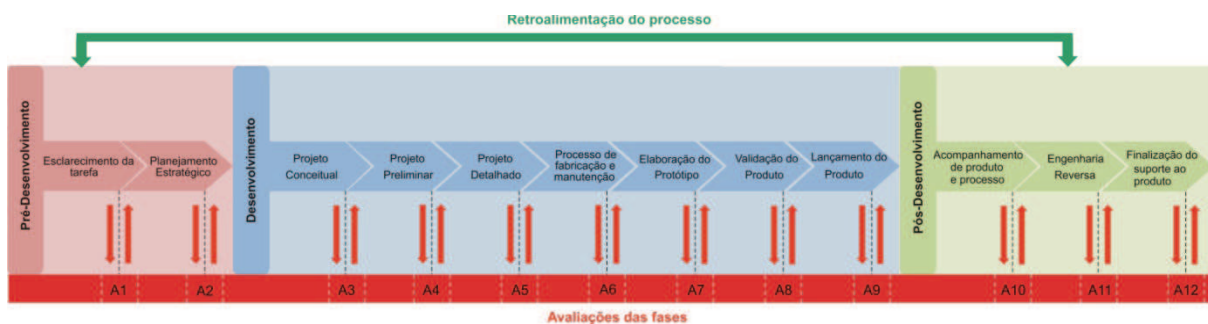 Retroalimentação do processo
Pré-Desenvolvimento
Esclarecimento da
tarefa
Planejamento
Estratégico
Desenvolvimento
Projeto
Conceitual
Projeto
Preliminar
Projeto
Detalhado
Processo de
fabricação e
manutenção
Elaboração do
Protótipo
Validação do
Produto
Lançamento do
Produto
Pós-Desenvolvimento
Acompanhamento
de produto
e processo
Engenharia
Reversa
Finalização do
suporte ao
produto
A1
A2
A3
A4
A5
A6
A7
A8
A9
A10
A11
A12
Avaliações das fases